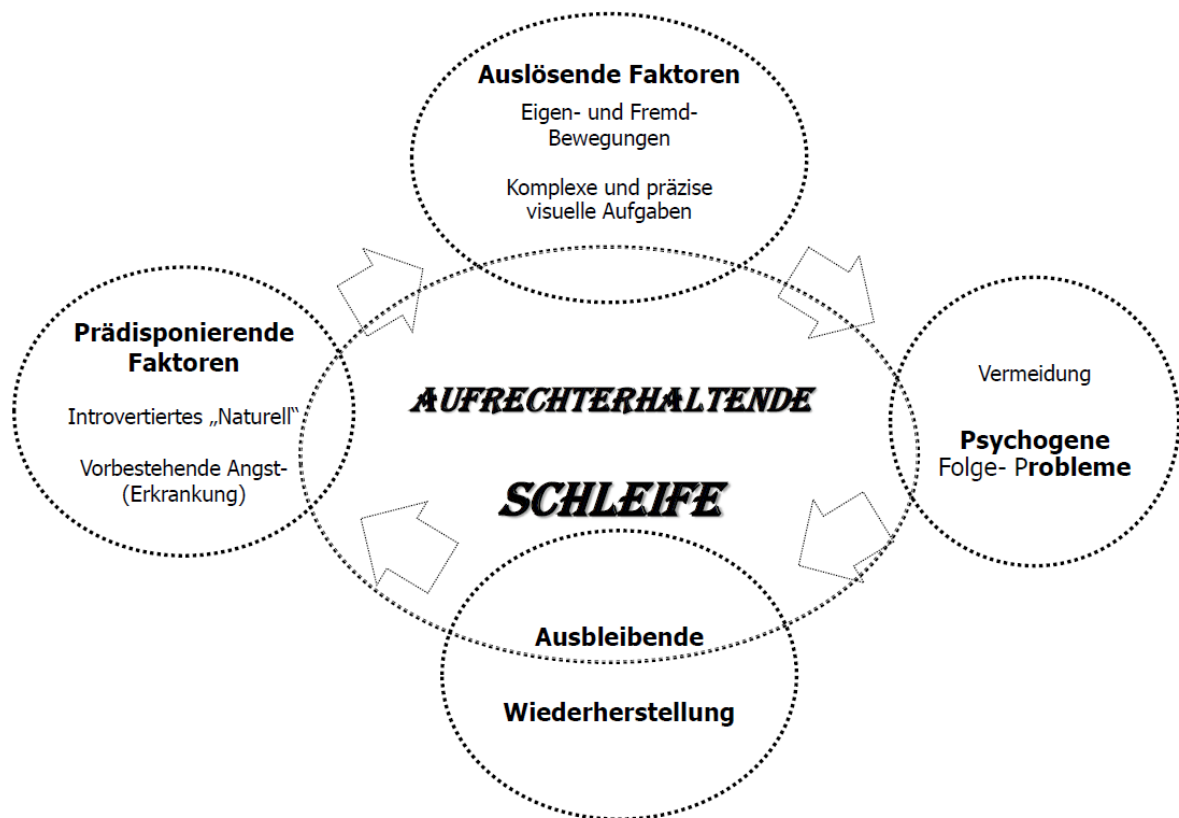 Auslösende Faktoren
Eigen- und Fremd-
Bewegungen
Komplexe und präzise
visuelle Aufgaben
Prädisponierende
Faktoren
Introvertiertes „Naturell“
Vorbestehende Angst-
(Erkrankung)
AUFRECHTERHALTENDE
SCHLEIFE
Vermeidung
Psychogene
Folge- Probleme
Ausbleibende
Wiederherstellung